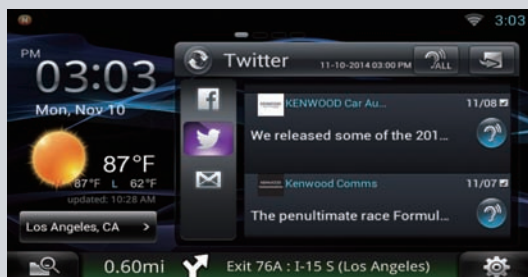 3:03
PM
03:03
Mon, Nov 10
87°F
87°F L 62°F
updated: 10:28 AM
Los Angeles, CA >
Twitter
11-10-2014 03:00 PM
ALL
KENWOOD Car Au...
11/08
We released some of the 201...
Kenwood Comms
11/07
The penultimate race Formul...
0.60mi
Exit 76A : I-15 S (Los Angeles)